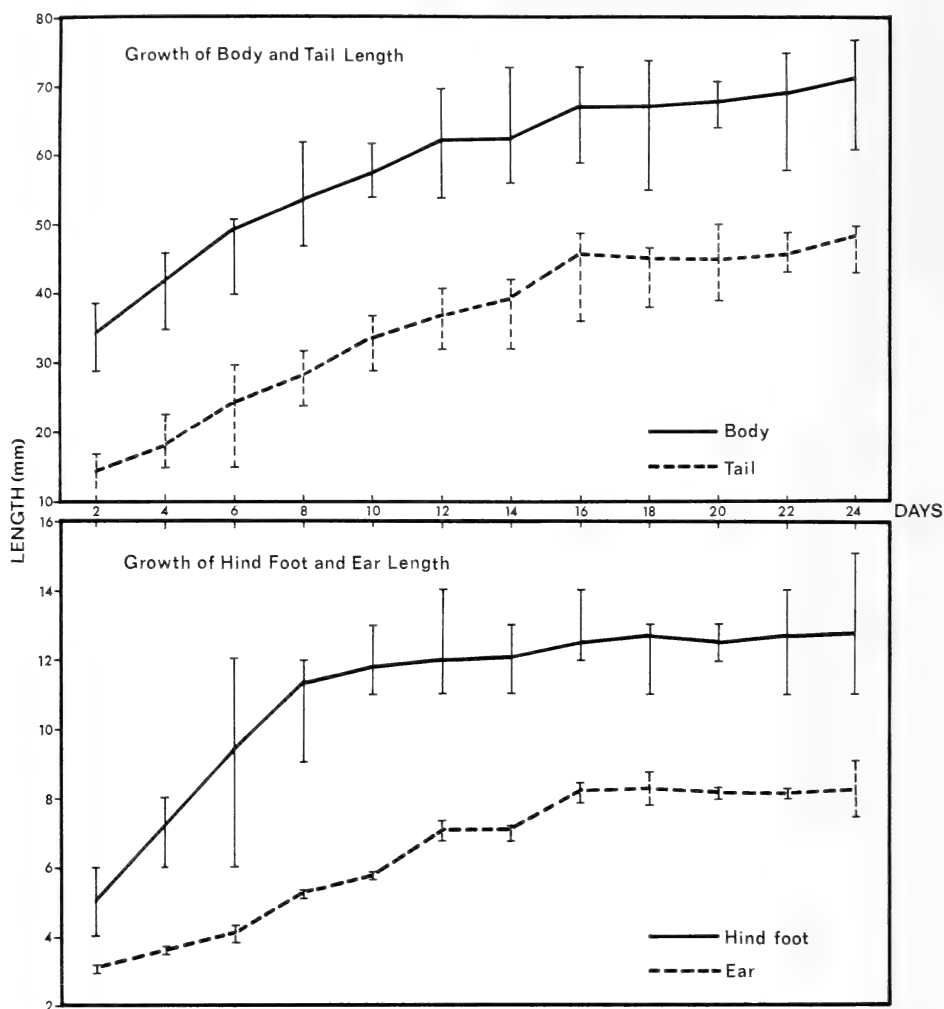 80
Growth of Body and Tail Length
70
60
50
40
30
20
10
Body
Tail
LENGTH (mm)
2 4 6 8 10 12 14 16 18 20 22 24 DAYS
16
Growth of Hind Foot and Ear Length
14
12
10
8
6
4
2
Hind foot
Ear